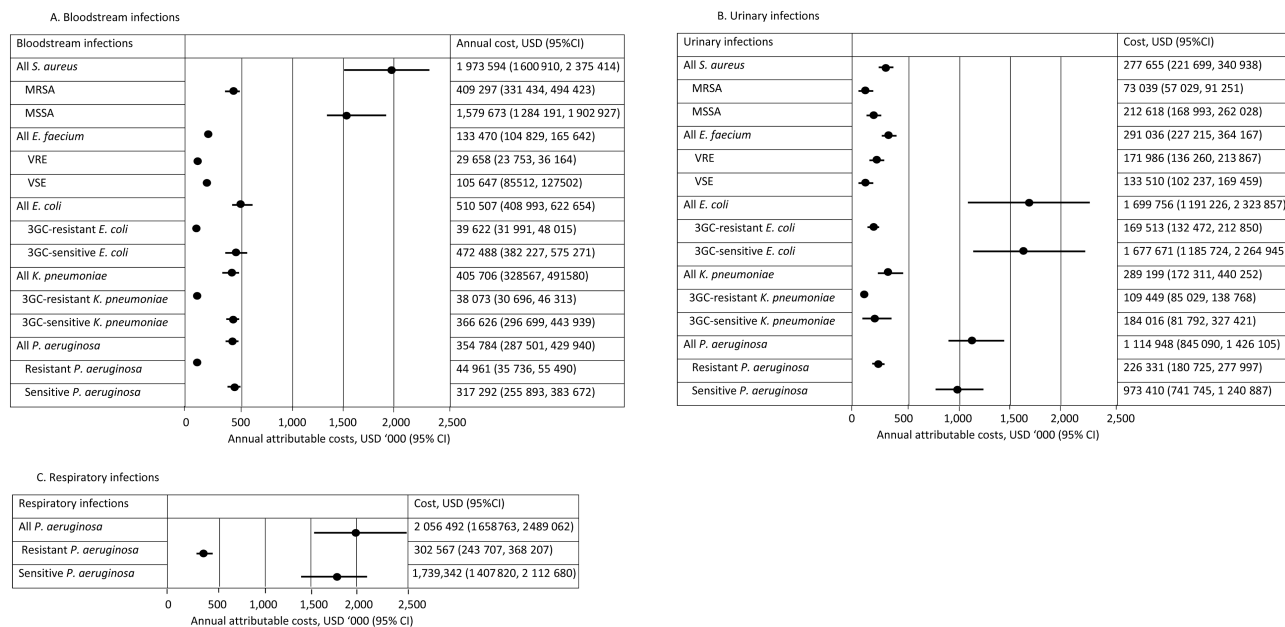 A. Bloodstream infections
Bloodstream infections Annual cost, USD (95%CI)
All S. aureus 1 973 594 (1600 910, 2 375 414)
MRSA 409 297 (331 434, 494 423)
MSSA 1,579 673 (1284 191, 1 902 927)
All E. faecium 133 470 (104 829, 165 642)
VRE 29 658 (23 753, 36 164)
VSE 105 647 (85512, 127502)
All E. coli 510 507 (408 993, 622 654)
3GC-resistant E. coli 39 622 (31 991, 48 015)
3GC-sensitive E. coli 472 488 (382 227, 575 271)
All K. pneumoniae 405 706 (328567, 491580)
3GC-resistant K. pneumoniae 38 073 (30 696, 46 313)
3GC-sensitive K. pneumoniae 366 626 (296 699, 443 939)
All P. aeruginosa 354 784 (287 501, 429 940)
Resistant P. aeruginosa 44 961 (35 736, 55 490)
Sensitive P. aeruginosa 317 292 (255 893, 383 672)
0 500 1,000 1,500 2,000 2,500
Annual attributable costs, USD ‘000 (95% CI)
B. Urinary infections
Urinary infections Cost, USD (95%CI)
All S. aureus 277 655 (221 699, 340 938)
MRSA 73 039 (57 029, 91 251)
MSSA 212 618 (168 993, 262 028)
All E. faecium 291 036 (227 215, 364 167)
VRE 171 986 (136 260, 213 867)
VSE 133 510 (102 237, 169 459)
All E. coli 1 699 756 (1 191 226, 2 323 857)
3GC-resistant E. coli 169 513 (132 472, 212 850)
3GC-sensitive E. coli 1 677 671 (1 185 724, 2 264 945)
All K. pneumoniae 289 199 (172 311, 440 252)
3GC-resistant K. pneumoniae 109 449 (85 029, 138 768)
3GC-sensitive K. pneumoniae 184 016 (81 792, 327 421)
All P. aeruginosa 1 114 948 (845 090, 1 426 105)
Resistant P. aeruginosa 226 331 (180 725, 277 997)
Sensitive P. aeruginosa 973 410 (741 745, 1 240 887)
0 500 1,000 1,500 2,000 2,500
Annual attributable costs, USD ‘000 (95% CI)
C. Respiratory infections
Respiratory infections Cost, USD (95%CI)
All P. aeruginosa 2 056 492 (1658763, 2489 062)
Resistant P. aeruginosa 302 567 (243 707, 368 207)
Sensitive P. aeruginosa 1,739,342 (1407820, 2 112 680)
0 500 1,000 1,500 2,000 2,500
Annual attributable costs, USD ‘000 (95% CI)